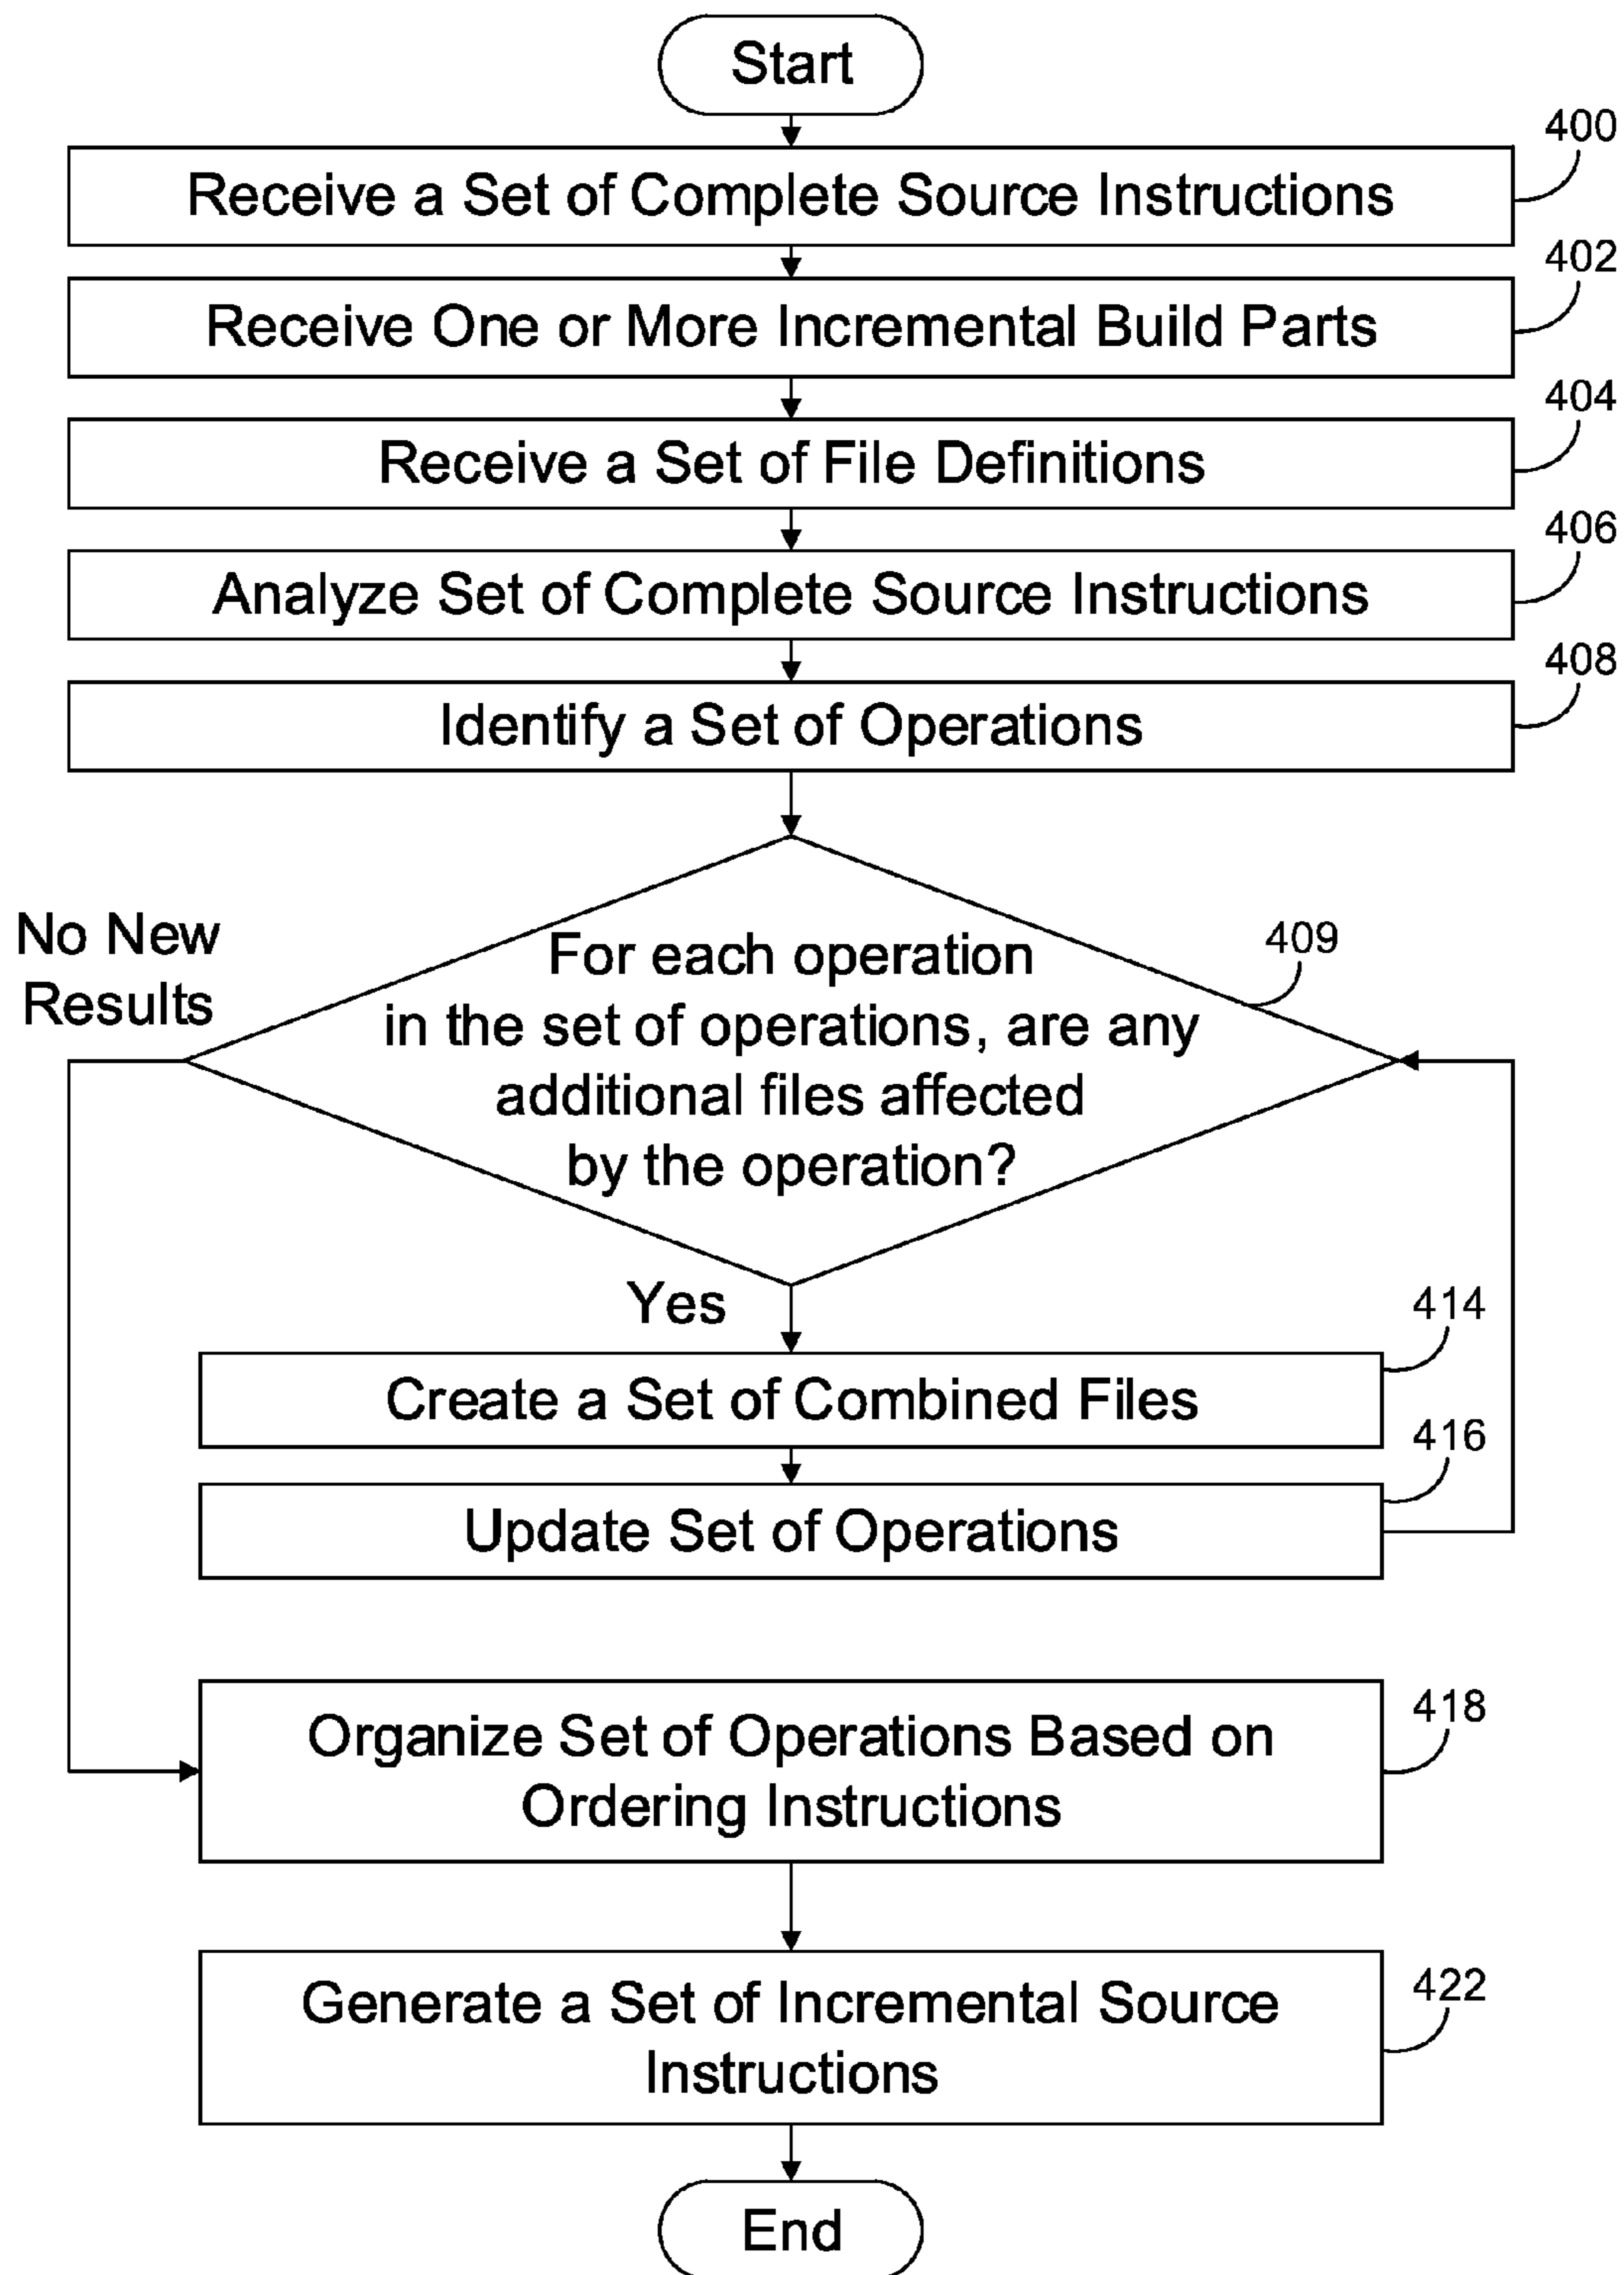 Start
400
Receive a Set of Complete Source Instructions
402
Receive One or More Incremental Build Parts
404
Receive a Set of File Definitions
406
Analyze Set of Complete Source Instructions
408
Identify a Set of Operations
No New
Results
409
For each operation
in the set of operations, are any
additional files affected
by the operation?
Yes
414
Create a Set of Combined Files
416
Update Set of Operations
418
Organize Set of Operations Based on
Ordering Instructions
422
Generate a Set of Incremental Source
Instructions
End